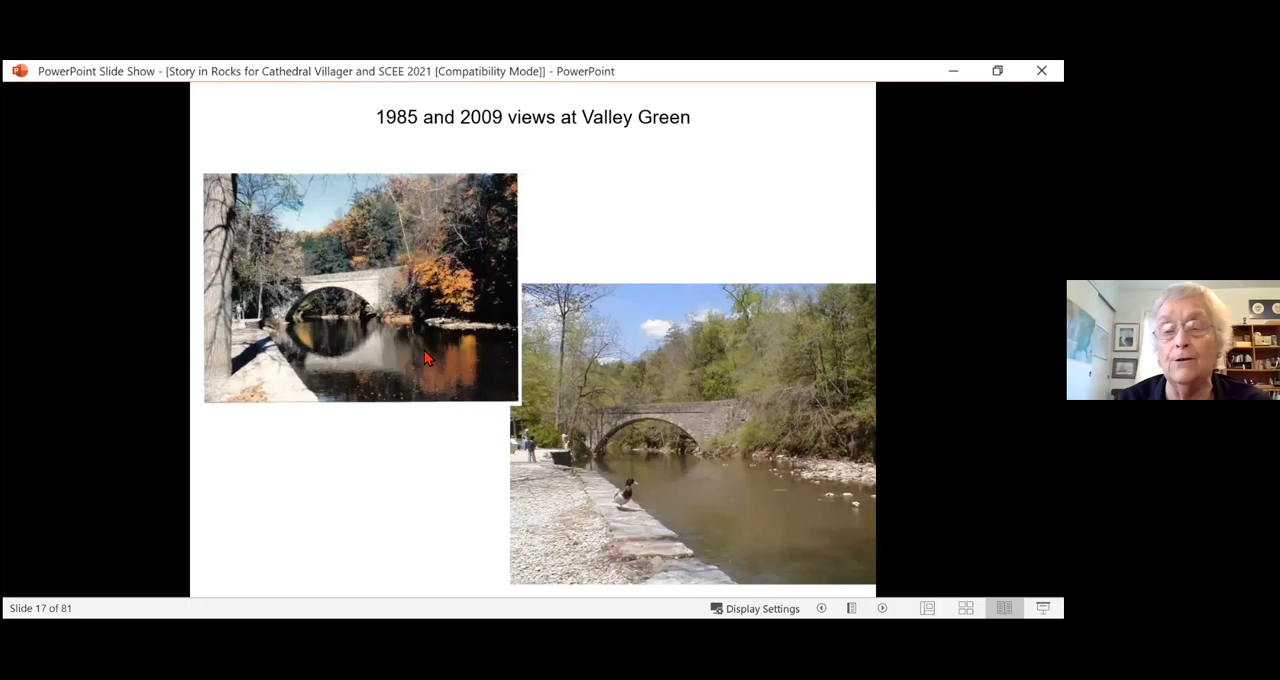 PowerPoint Slide Show - [Story in Rocks for Cathedral Villager and SCEE 2021 [Compatibility Mode]] - PowerPoint
1985 and 2009 views at Valley Green
Slide 17 of 81
Display Settings